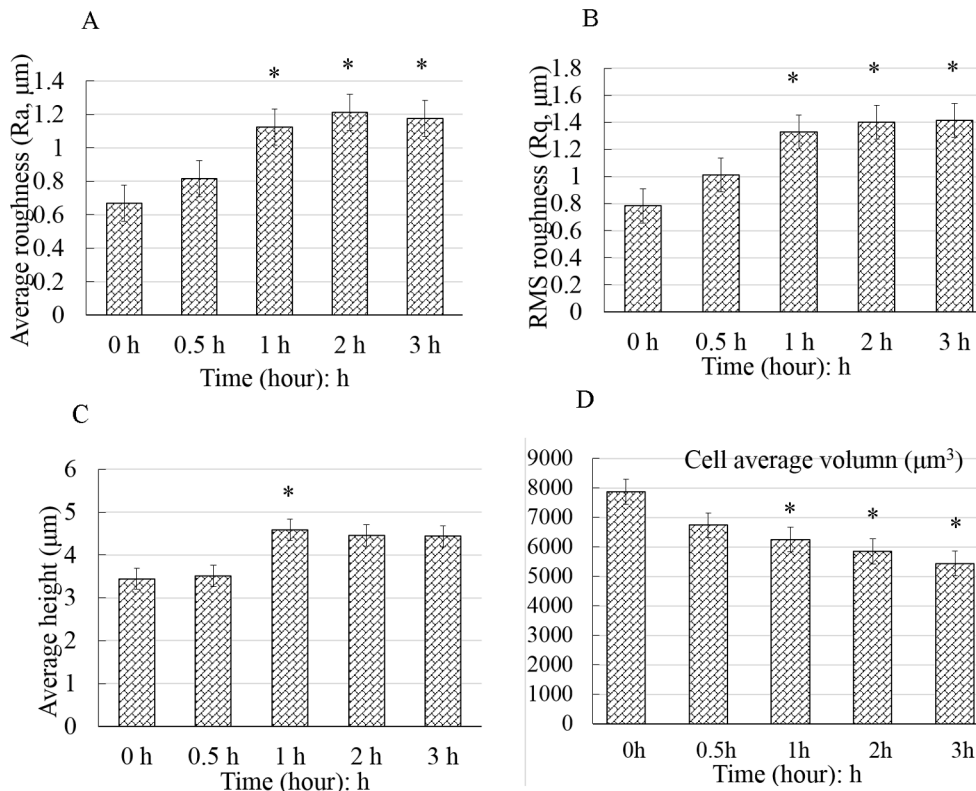 A
Average roughness (Ra, μm)
1.4
1.2
1
0.8
0.6
0.4
0.2
0
*
*
*
0 h 0.5 h 1 h 2 h 3 h
Time (hour): h
B
RMS roughness (Rq, μm)
1.8
1.6
1.4
1.2
1
0.8
0.6
0.4
0.2
0
*
*
*
0 h 0.5 h 1 h 2 h 3 h
Time (hour): h
C
Average height (μm)
6
5
4
3
2
1
0
*
0 h 0.5 h 1 h 2 h 3 h
Time (hour): h
D
Cell average volumn (μm³)
9000
8000
7000
6000
5000
4000
3000
2000
1000
0
*
*
*
0h 0.5h 1h 2h 3h
Time (hour): h